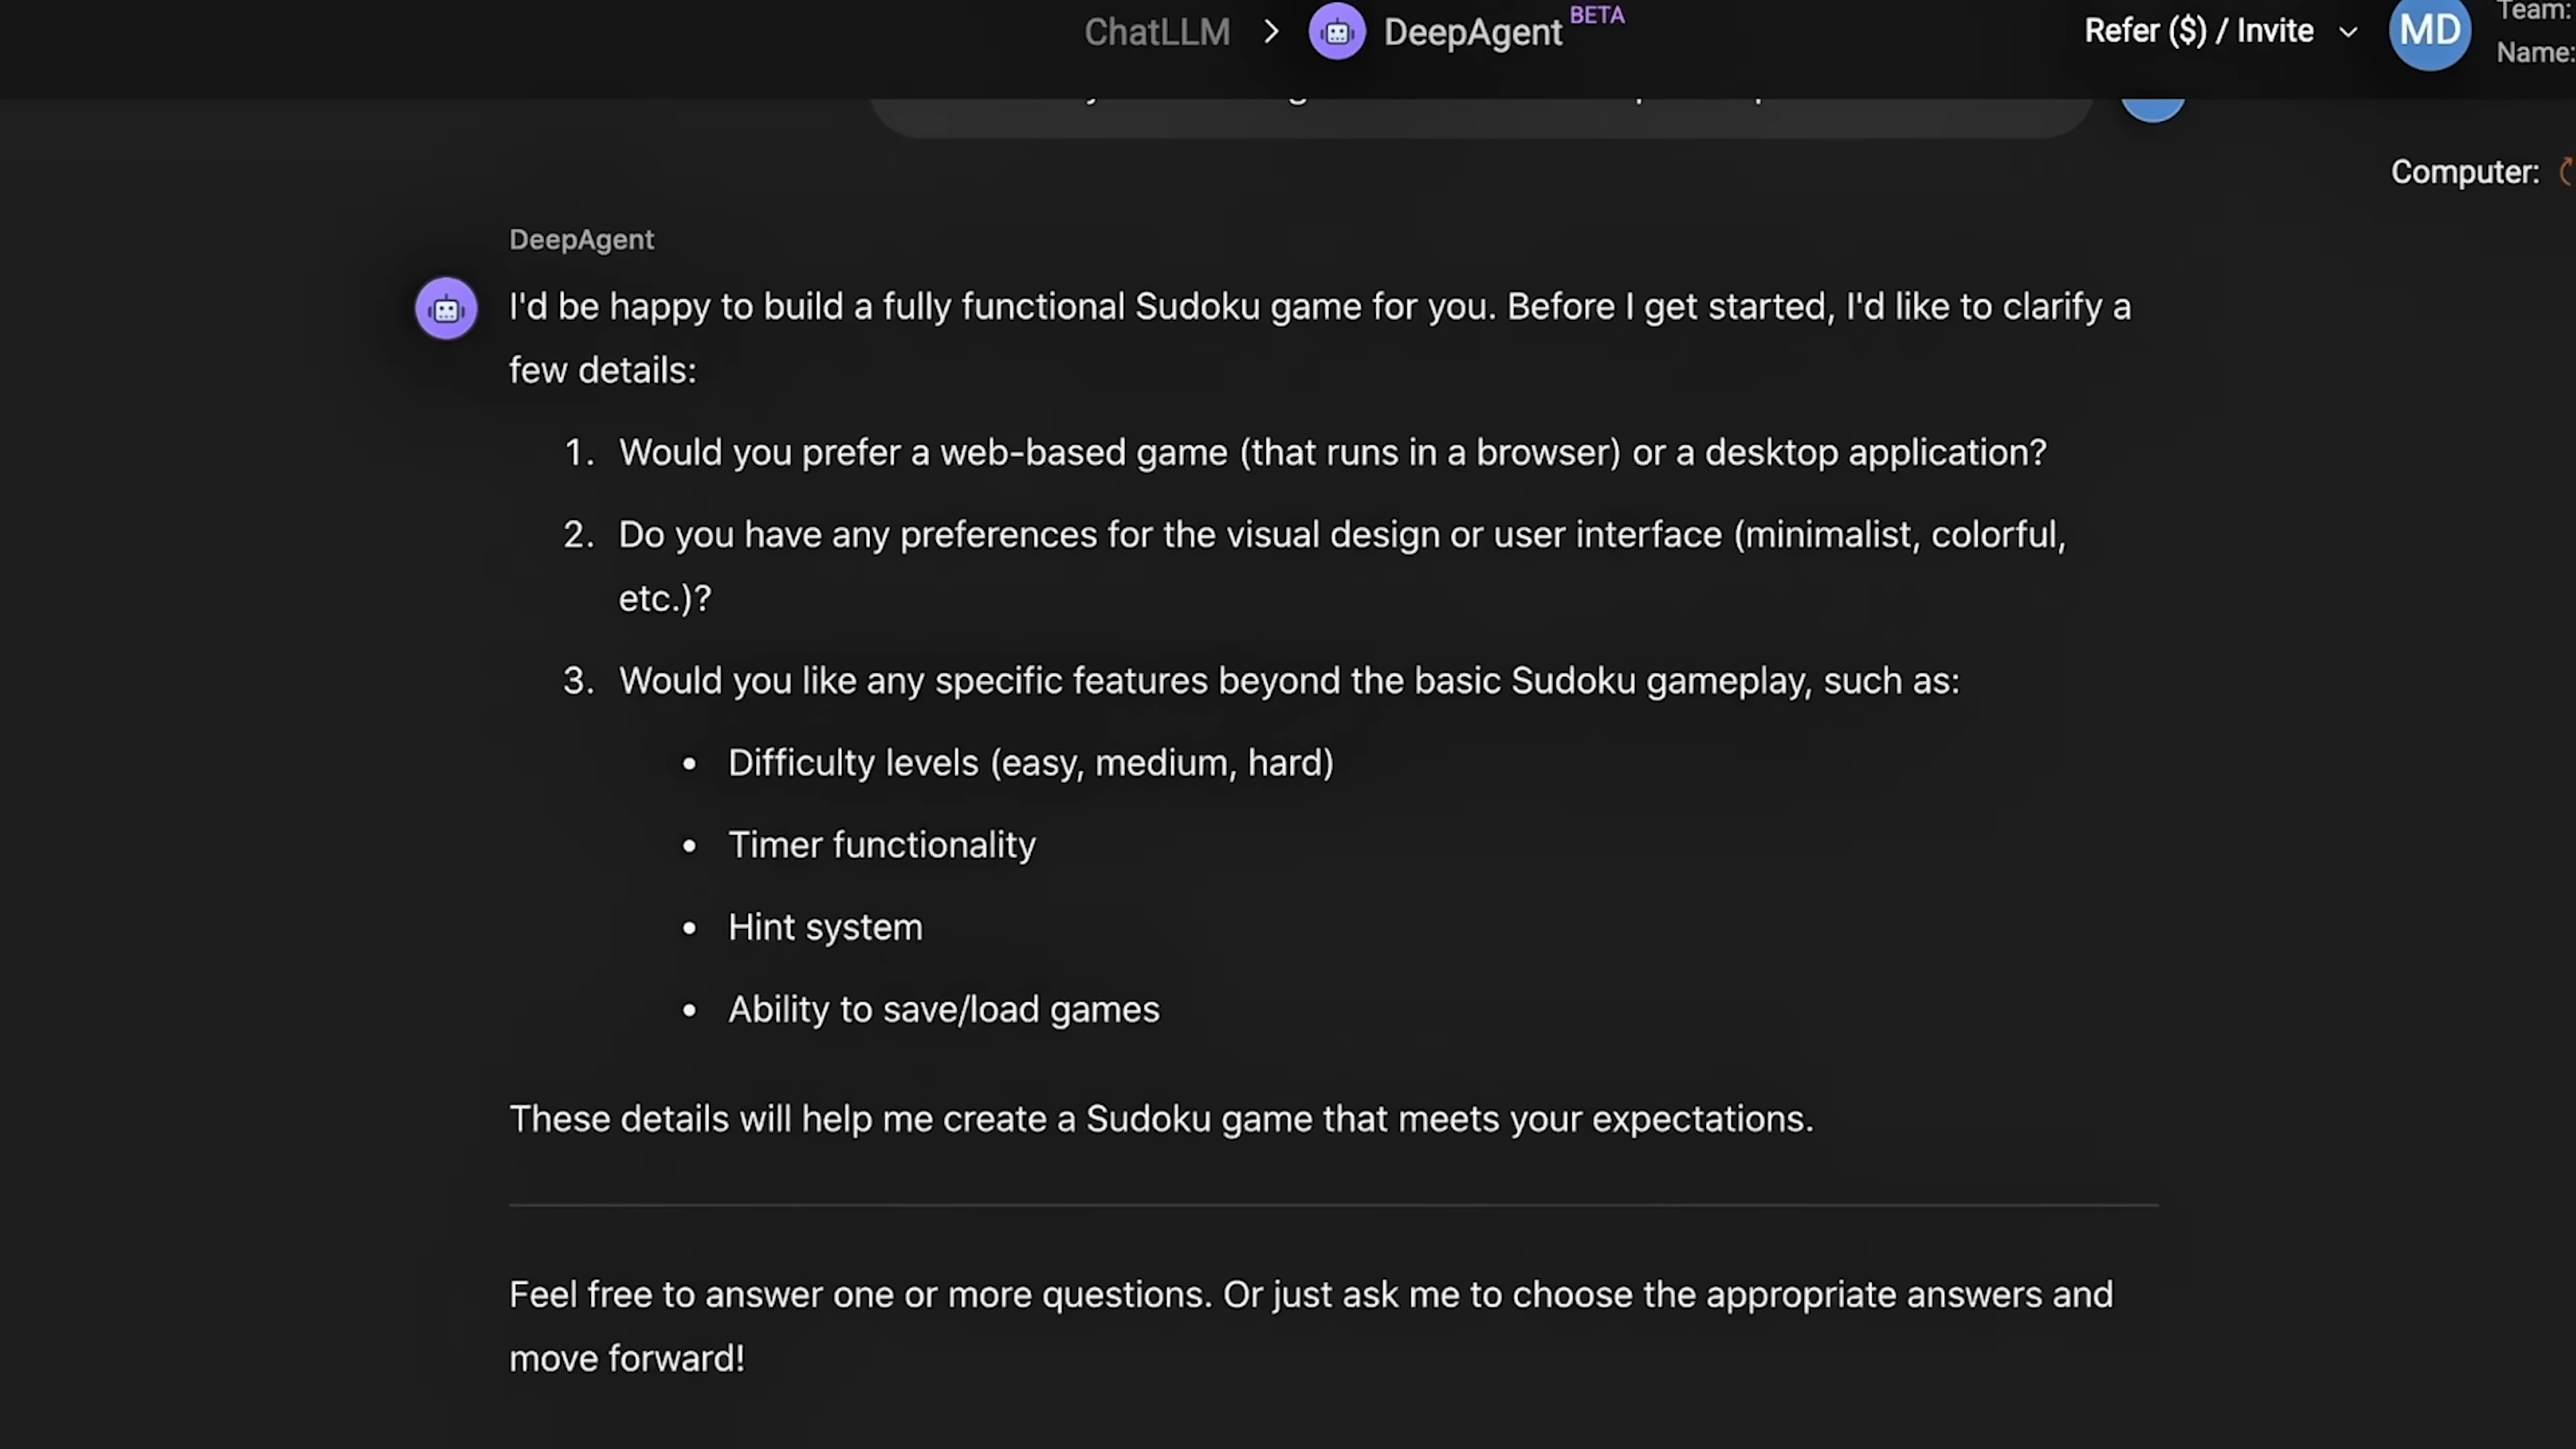 ChatLLM > DeepAgent BETA
Refer ($) / Invite
MD
Team:
Name:
Computer:
DeepAgent
I'd be happy to build a fully functional Sudoku game for you. Before I get started, I'd like to clarify a
few details:
1. Would you prefer a web-based game (that runs in a browser) or a desktop application?
2. Do you have any preferences for the visual design or user interface (minimalist, colorful,
etc.)?
3. Would you like any specific features beyond the basic Sudoku gameplay, such as:
• Difficulty levels (easy, medium, hard)
• Timer functionality
• Hint system
• Ability to save/load games
These details will help me create a Sudoku game that meets your expectations.
Feel free to answer one or more questions. Or just ask me to choose the appropriate answers and
move forward!